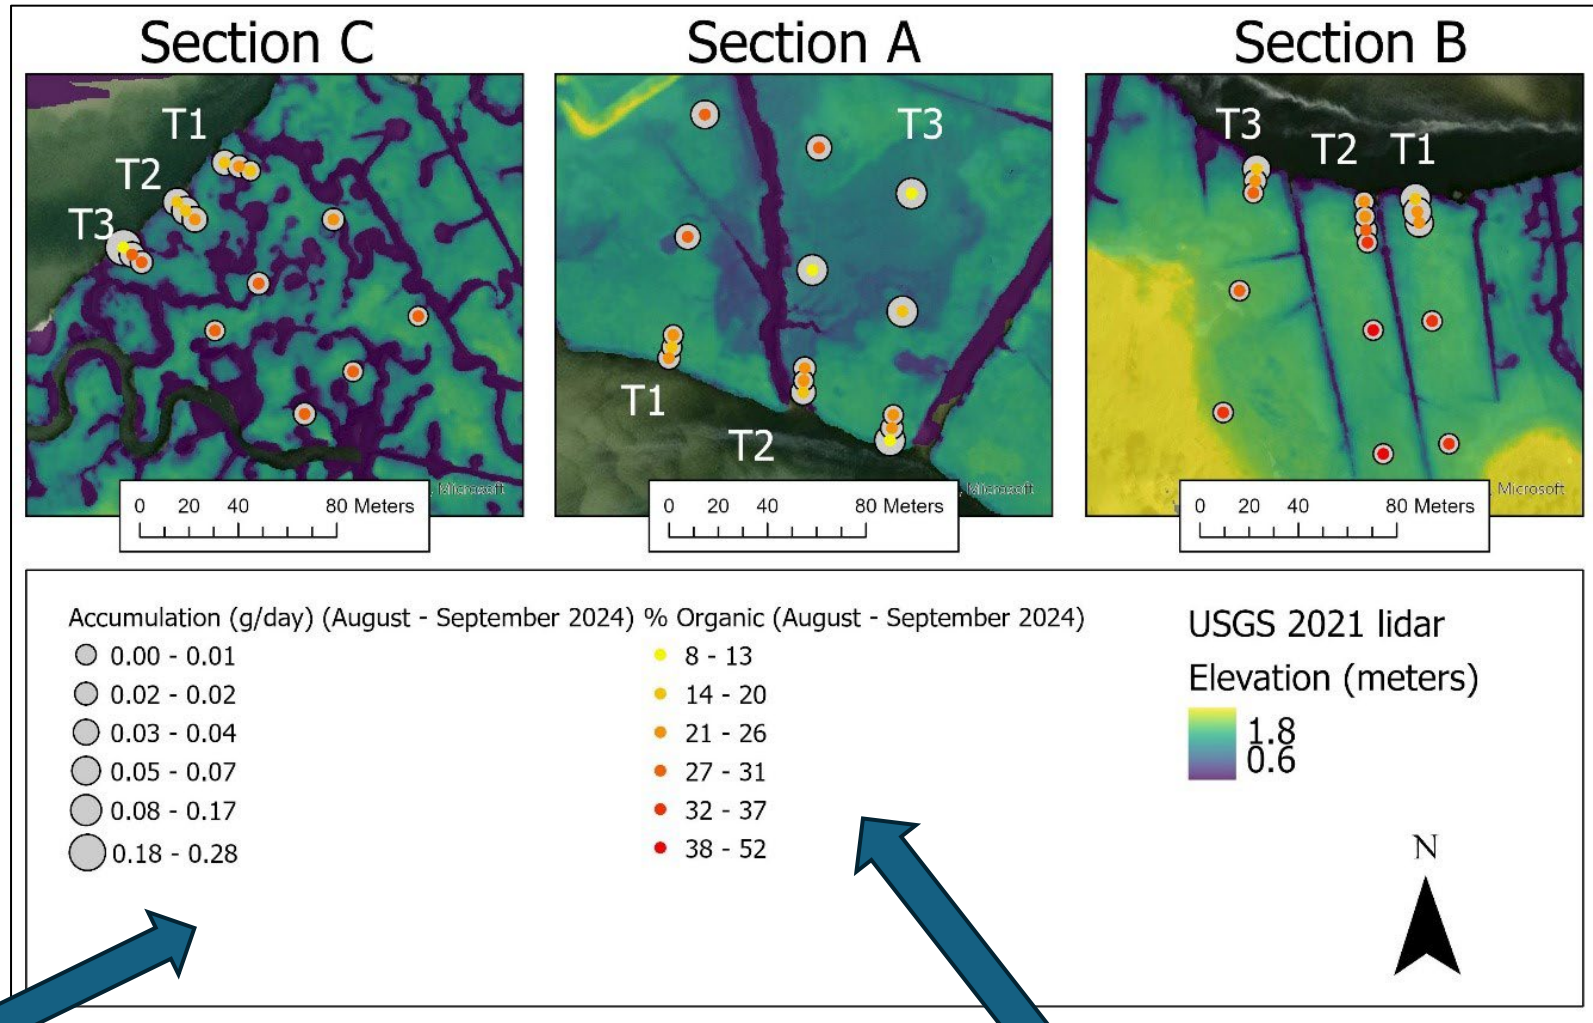 Section C
Section A
Section B
T1
T2
T3
Microsoft
0 20 40 80 Meters
T3
T1
T2
Microsoft
0 20 40 80 Meters
T3
T2 T1
Microsoft
0 20 40 80 Meters
Accumulation (g/day) (August - September 2024)
0.00 - 0.01
0.02 - 0.02
0.03 - 0.04
0.05 - 0.07
0.08 - 0.17
0.18 - 0.28
% Organic (August - September 2024)
8 - 13
14 - 20
21 - 26
27 - 31
32 - 37
38 - 52
USGS 2021 lidar
Elevation (meters)
1.8
0.6
N